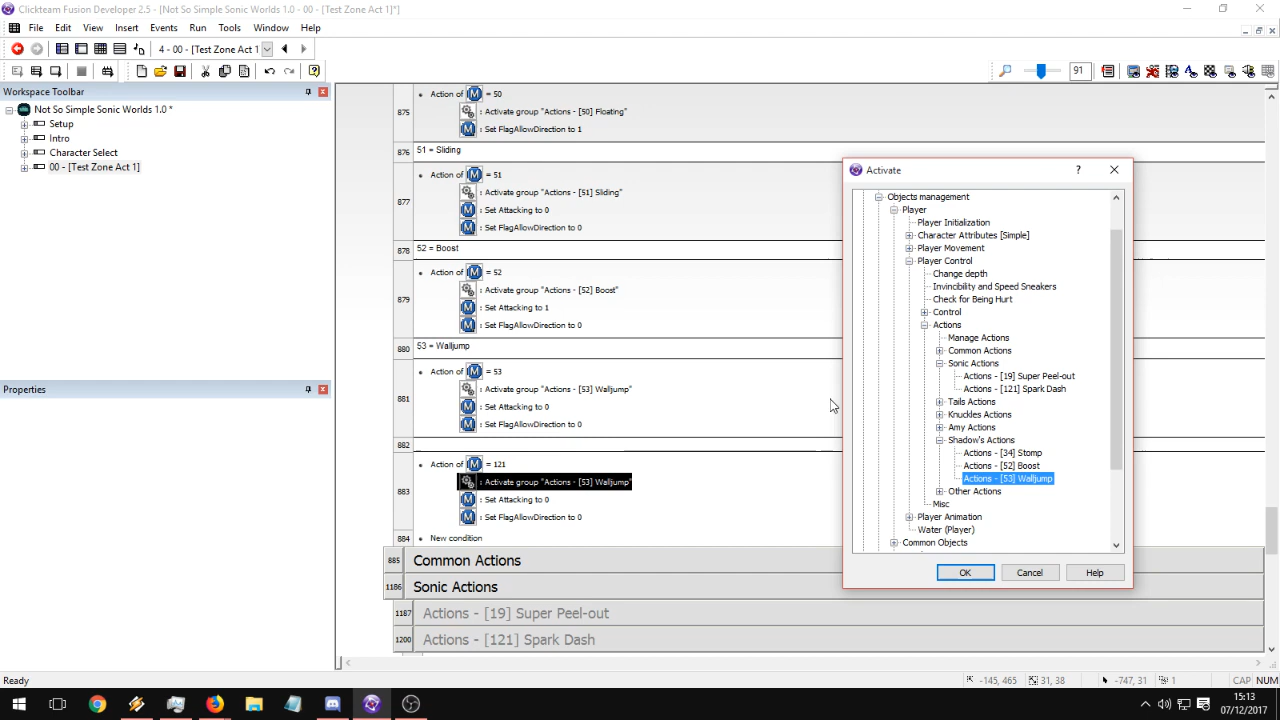 Clickteam Fusion Developer 2.5 - [Not So Simple Sonic Worlds 1.0 - 00 - [Test Zone Act 1]*]
File Edit View Insert Events Run Tools Window Help
4 - 00 - [Test Zone Act 1
91
Workspace Toolbar
Not So Simple Sonic Worlds 1.0 *
Setup
Intro
Character Select
00 - [Test Zone Act 1]
Properties
Action of = 50
875
: Activate group "Actions - [50] Floating"
: Set FlagAllowDirection to 1
876 51 = Sliding
Action of = 51
877
: Activate group "Actions - [51] Sliding"
: Set Attacking to 0
: Set FlagAllowDirection to 0
878 52 = Boost
Action of = 52
879
: Activate group "Actions - [52] Boost"
: Set Attacking to 1
: Set FlagAllowDirection to 0
880 53 = Walljump
Action of = 53
881
: Activate group "Actions - [53] Walljump"
: Set Attacking to 0
: Set FlagAllowDirection to 0
882
Action of = 121
883
: Activate group "Actions - [53] Walljump"
: Set Attacking to 0
: Set FlagAllowDirection to 0
884 New condition
885 Common Actions
1186 Sonic Actions
1187 Actions - [19] Super Peel-out
1200 Actions - [121] Spark Dash
Activate
Objects management
Player
Player Initialization
Character Attributes [Simple]
Player Movement
Player Control
Change depth
Invincibility and Speed Sneakers
Check for Being Hurt
Control
Actions
Manage Actions
Common Actions
Sonic Actions
Actions - [19] Super Peel-out
Actions - [121] Spark Dash
Tails Actions
Knuckles Actions
Amy Actions
Shadow's Actions
Actions - [34] Stomp
Actions - [52] Boost
Actions - [53] Walljump
Other Actions
Misc
Player Animation
Water (Player)
Common Objects
OK Cancel Help
Ready
-145, 465 31, 38 -747, 31 1 CAP NUM
15:13
07/12/2017